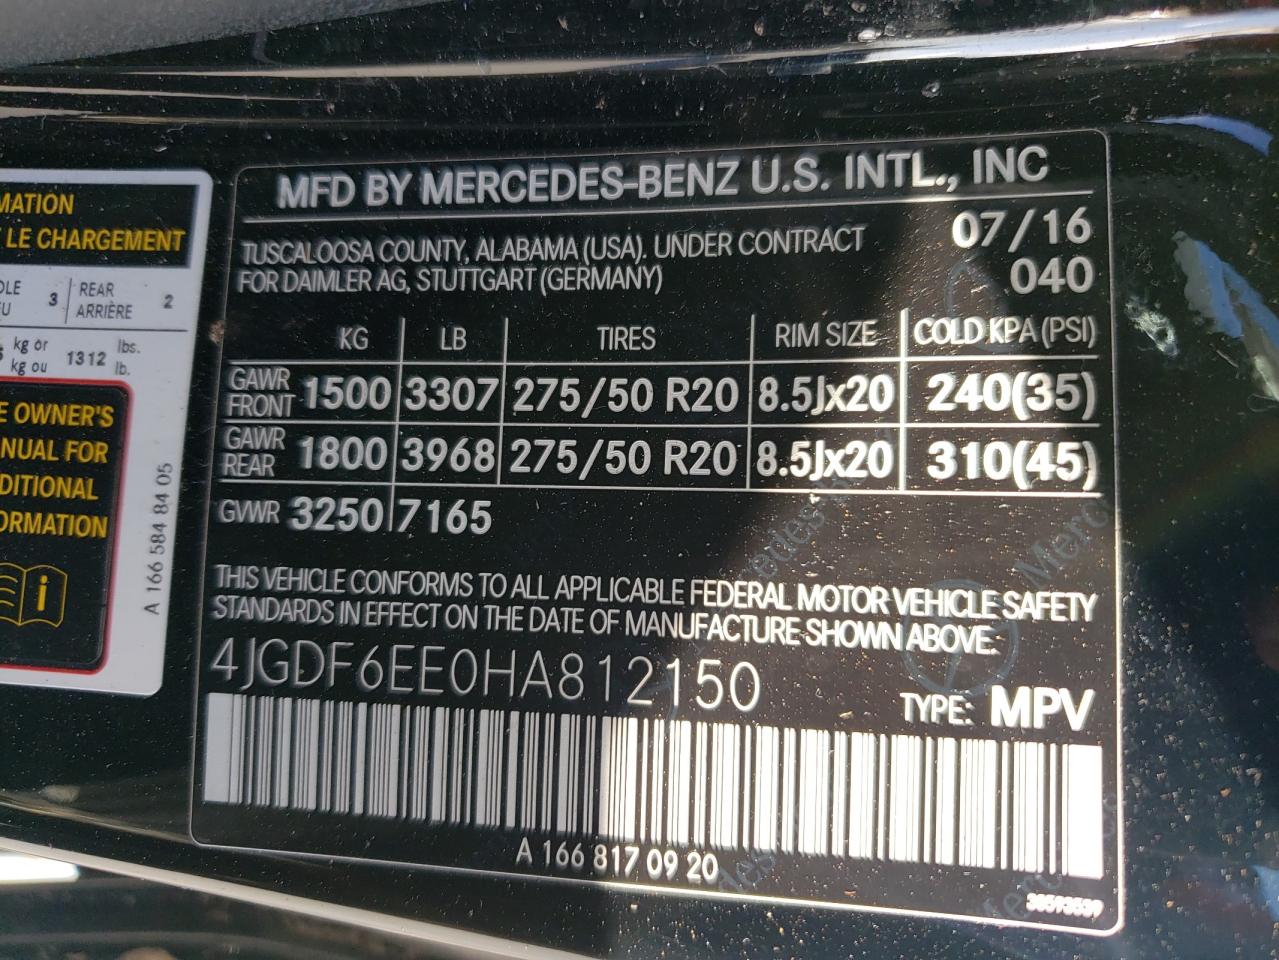 MFD BY MERCEDES-BENZ U.S. INTL., INC
TUSCALOOSA COUNTY, ALABAMA (USA). UNDER CONTRACT 07/16
FOR DAIMLER AG, STUTTGART (GERMANY) 040
KG LB TIRES RIM SIZE COLD KPA (PSI)
GAWR FRONT 1500 3307 275/50 R20 8.5Jx20 240(35)
GAWR REAR 1800 3968 275/50 R20 8.5Jx20 310(45)
GVWR 3250 7165
THIS VEHICLE CONFORMS TO ALL APPLICABLE FEDERAL MOTOR VEHICLE SAFETY
STANDARDS IN EFFECT ON THE DATE OF MANUFACTURE SHOWN ABOVE.
4JGDF6EE0HA812150
TYPE: MPV
A 166 817 09 20
38593539
MATION
LE CHARGEMENT
3 REAR 2
ARRIÈRE
kg or 1312 lbs.
kg ou lb.
OWNER'S
NUAL FOR
DITIONAL
ORMATION
i
A 166 584 84 05